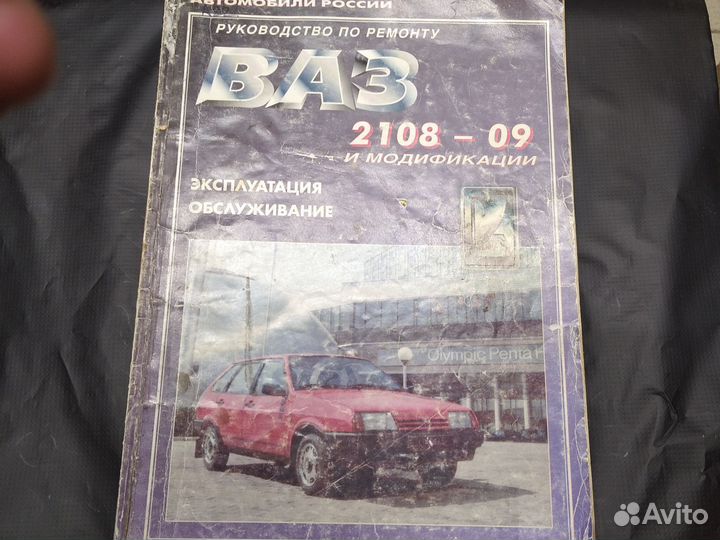 АВТОМОБИЛИ РОССИИ
РУКОВОДСТВО ПО РЕМОНТУ
ВАЗ
2108 – 09
И МОДИФИКАЦИИ
ЭКСПЛУАТАЦИЯ
ОБСЛУЖИВАНИЕ
Olympic Penta
Avito